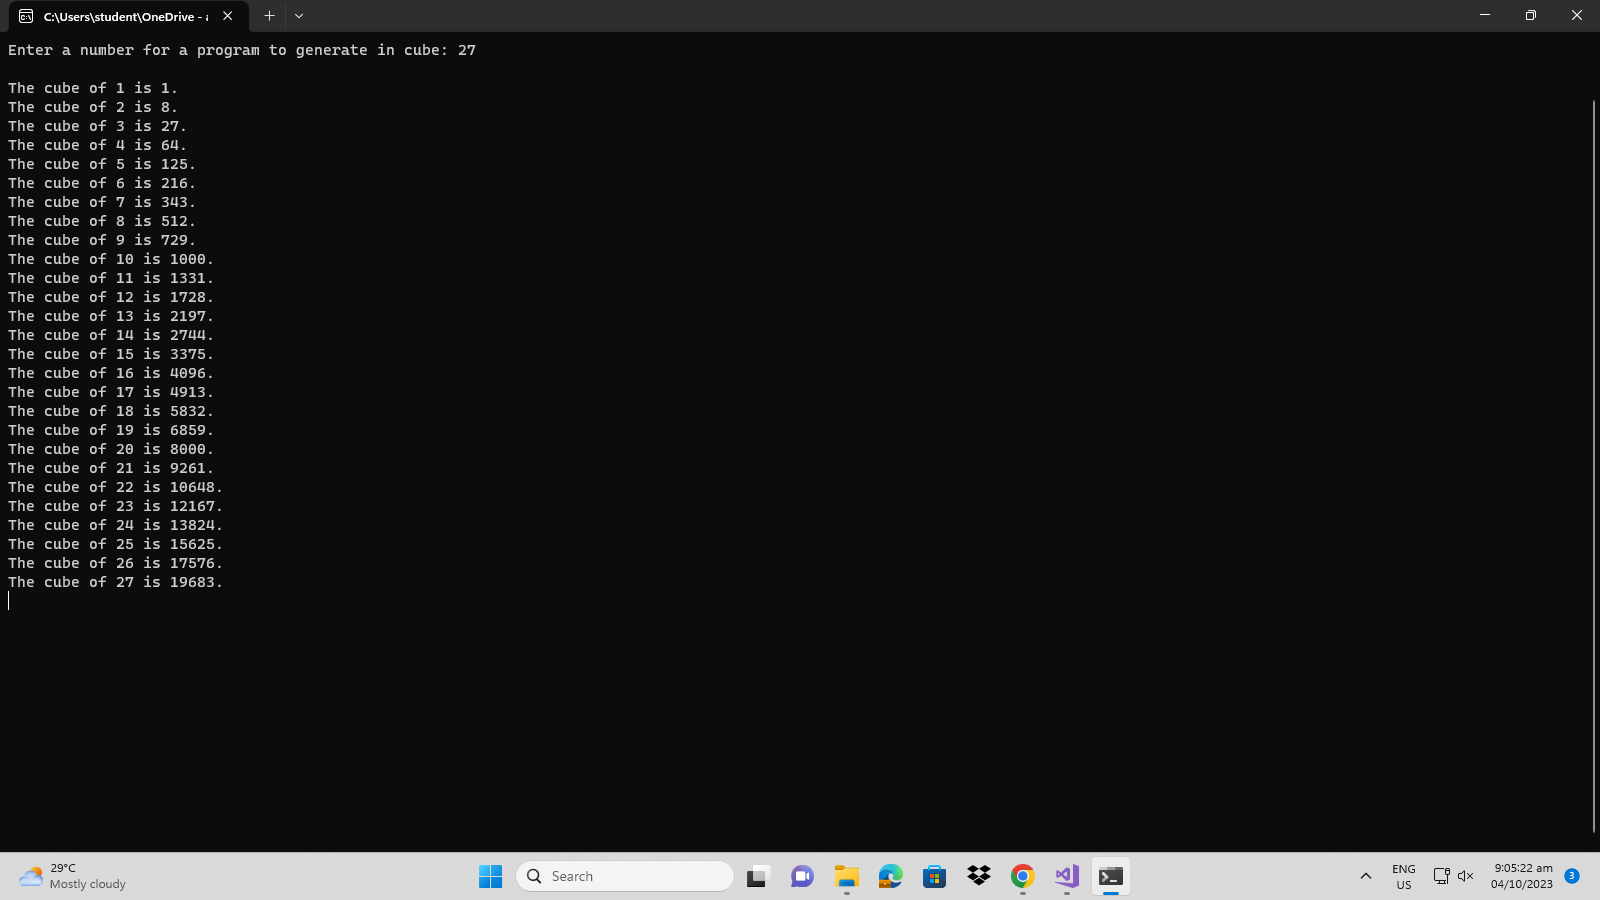 C:\Users\student\OneDrive - a
Enter a number for a program to generate in cube: 27
The cube of 1 is 1.
The cube of 2 is 8.
The cube of 3 is 27.
The cube of 4 is 64.
The cube of 5 is 125.
The cube of 6 is 216.
The cube of 7 is 343.
The cube of 8 is 512.
The cube of 9 is 729.
The cube of 10 is 1000.
The cube of 11 is 1331.
The cube of 12 is 1728.
The cube of 13 is 2197.
The cube of 14 is 2744.
The cube of 15 is 3375.
The cube of 16 is 4096.
The cube of 17 is 4913.
The cube of 18 is 5832.
The cube of 19 is 6859.
The cube of 20 is 8000.
The cube of 21 is 9261.
The cube of 22 is 10648.
The cube of 23 is 12167.
The cube of 24 is 13824.
The cube of 25 is 15625.
The cube of 26 is 17576.
The cube of 27 is 19683.
29°C
Mostly cloudy
Search
ENG
US
9:05:22 am
04/10/2023
3